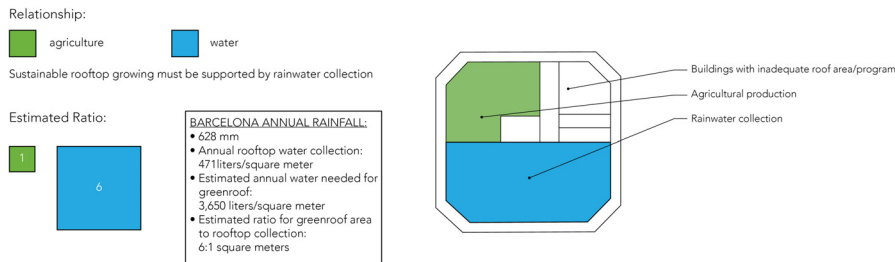 Relationship:
agriculture
water
Sustainable rooftop growing must be supported by rainwater collection
Estimated Ratio:
1
6
BARCELONA ANNUAL RAINFALL:
• 628 mm
• Annual rooftop water collection:
471liters/square meter
• Estimated annual water needed for
greenroof:
3,650 liters/square meter
• Estimated ratio for greenroof area
to rooftop collection:
6:1 square meters
Buildings with inadequate roof area/program
Agricultural production
Rainwater collection